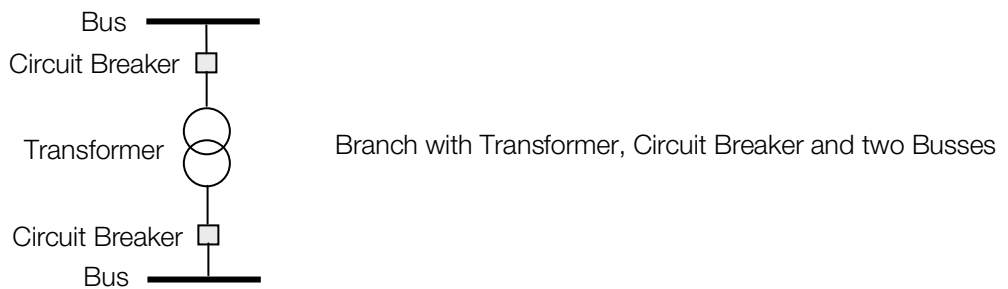 Bus
Circuit Breaker
Transformer
Branch with Transformer, Circuit Breaker and two Busses
Circuit Breaker
Bus